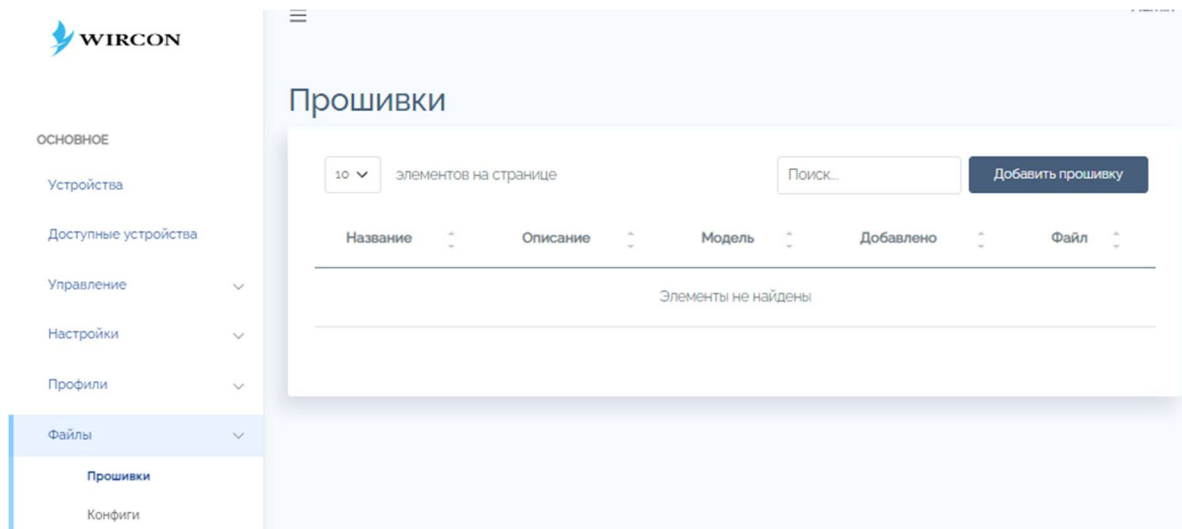 WIRCON
ОСНОВНОЕ
Устройства
Доступные устройства
Управление
Настройки
Профили
Файлы
Прошивки
Конфиги
Прошивки
10 элементов на странице
Поиск...
Добавить прошивку
Название Описание Модель Добавлено Файл
Элементы не найдены